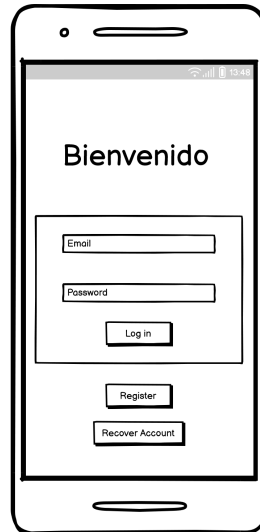 13:48
Bienvenido
Email
Password
Log in
Register
Recover Account